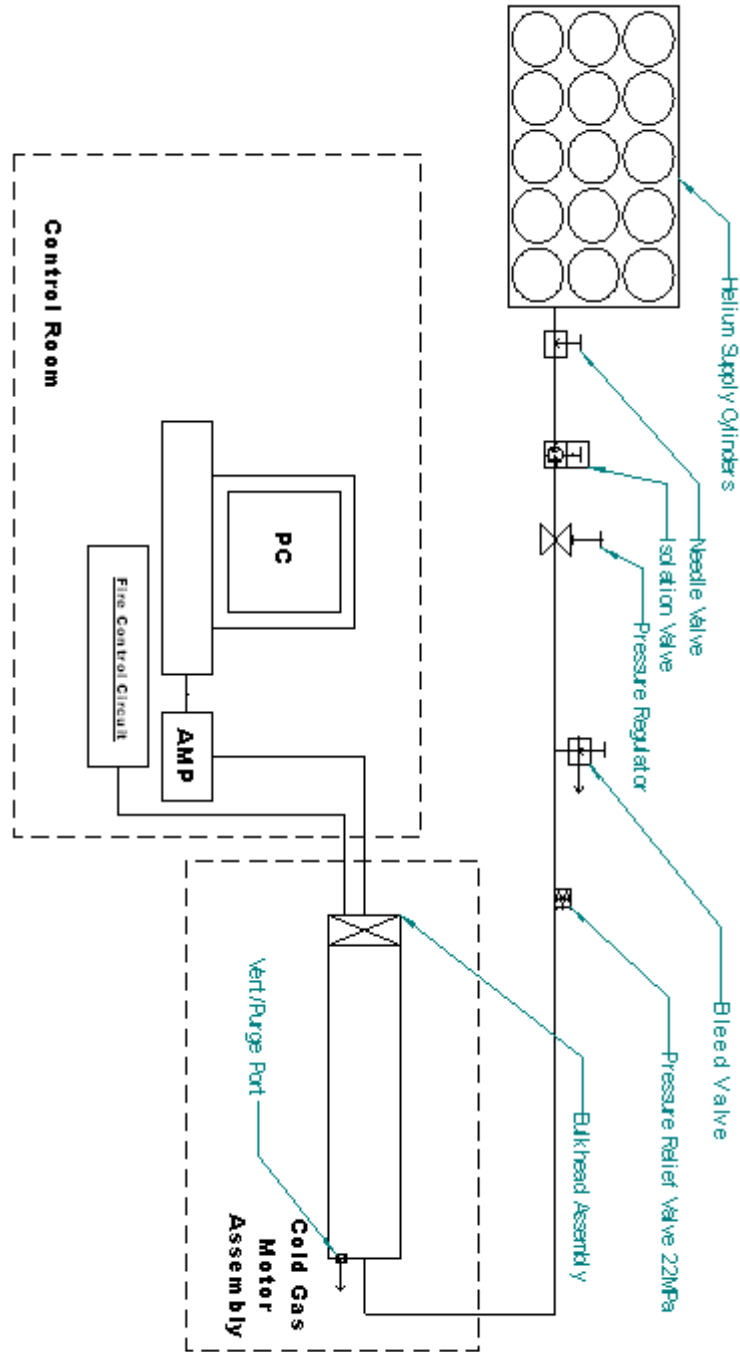 Helium Supply Cylinders
Needle Valve
Isolation Valve
Pressure Regulator
Bleed Valve
Pressure Relief Valve 22MPa
Bulkhead Assembly
Vert/Purge Port
Cold Gas
Motor
Assembly
Control Room
PC
AMP
Fire Control Circuit